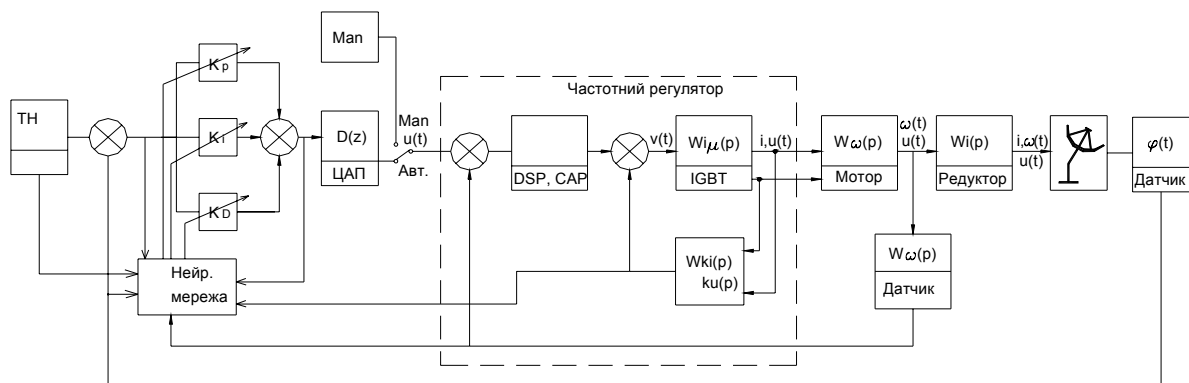 ТН
Kp
KI
KD
Нейр.
мережа
Man
D(z)
ЦАП
Man
u(t)
Авт.
Частотний регулятор
DSP, CAP
v(t)
Wiμ(p)
IGBT
i,u(t)
Wki(p)
ku(p)
Wω(p)
Мотор
ω(t)
u(t)
Wω(p)
Датчик
Wi(p)
Редуктор
i,ω(t)
u(t)
φ(t)
Датчик